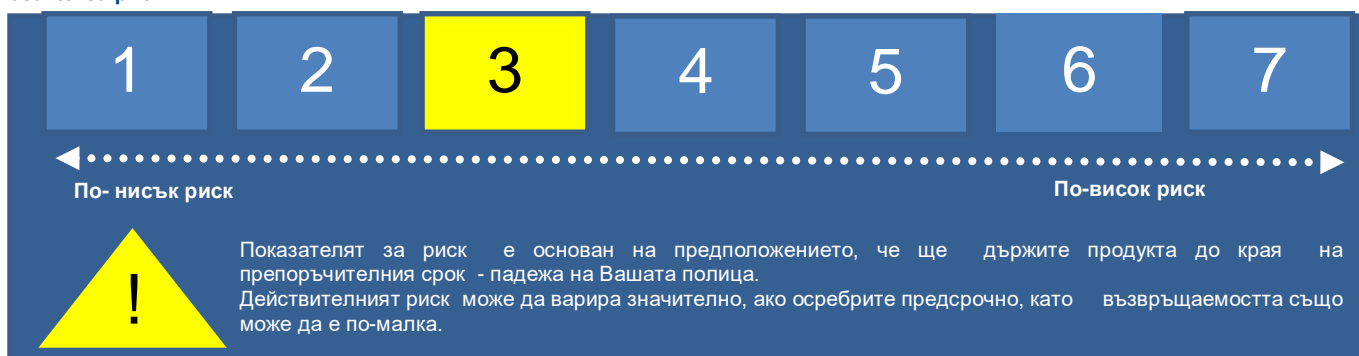 1 2 3 4 5 6 7
По- нисък риск По-висок риск
! Показателят за риск е основан на предположението, че ще държите продукта до края на
препоръчителния срок - падежа на Вашата полица.
Действителният риск може да варира значително, ако осребрите предсрочно, като възвръщаемостта също
може да е по-малка.